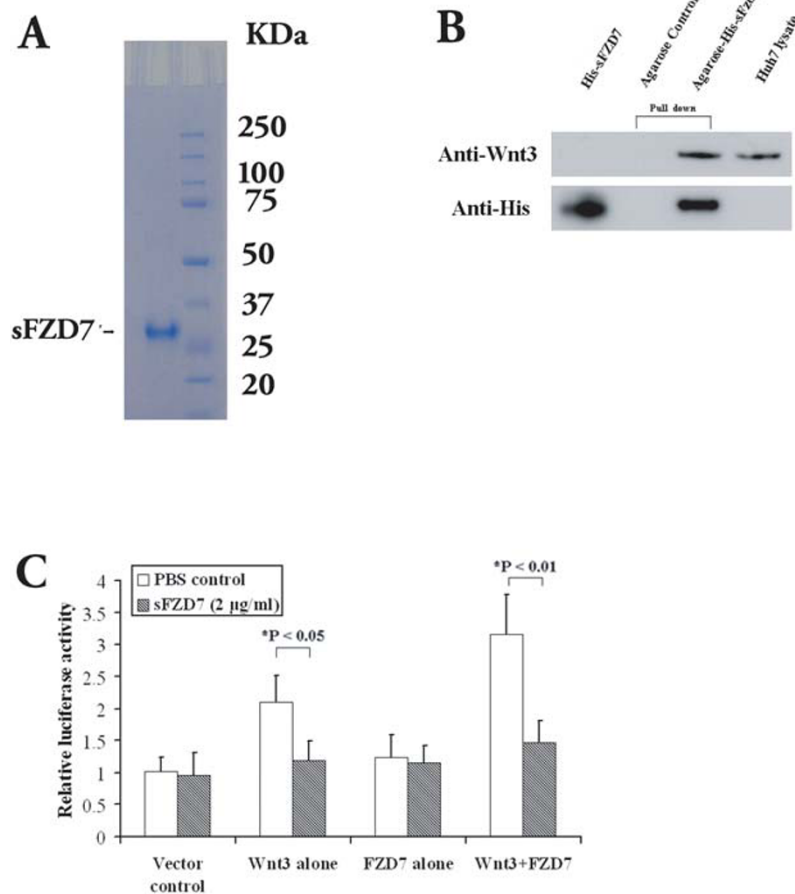 A
KDa
250
100
75
50
37
25
20
sFZD7
B
His-sFZD7
Agarose Control
Huh7 lysate
Pull down
Anti-Wnt3
Anti-His
C
PBS control
sFZD7 (2 µg/ml)
*P < 0.05
*P < 0.01
Relative luciferase activity
4
3.5
3
2.5
2
1.5
1
0.5
0
Vector
control
Wnt3 alone
FZD7 alone
Wnt3+FZD7